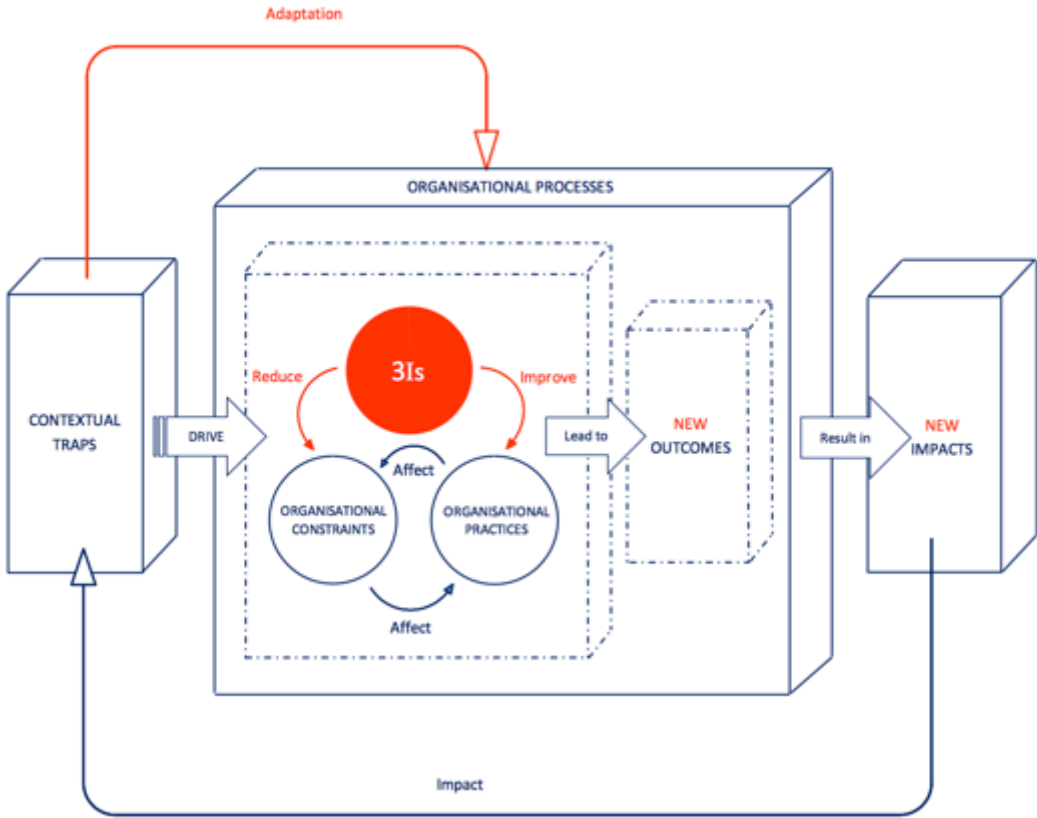 Adaptation
ORGANISATIONAL PROCESSES
3Is
Reduce
Improve
CONTEXTUAL
TRAPS
DRIVE
Affect
ORGANISATIONAL
CONSTRAINTS
ORGANISATIONAL
PRACTICES
Affect
Lead to
NEW
OUTCOMES
Result in
NEW
IMPACTS
Impact